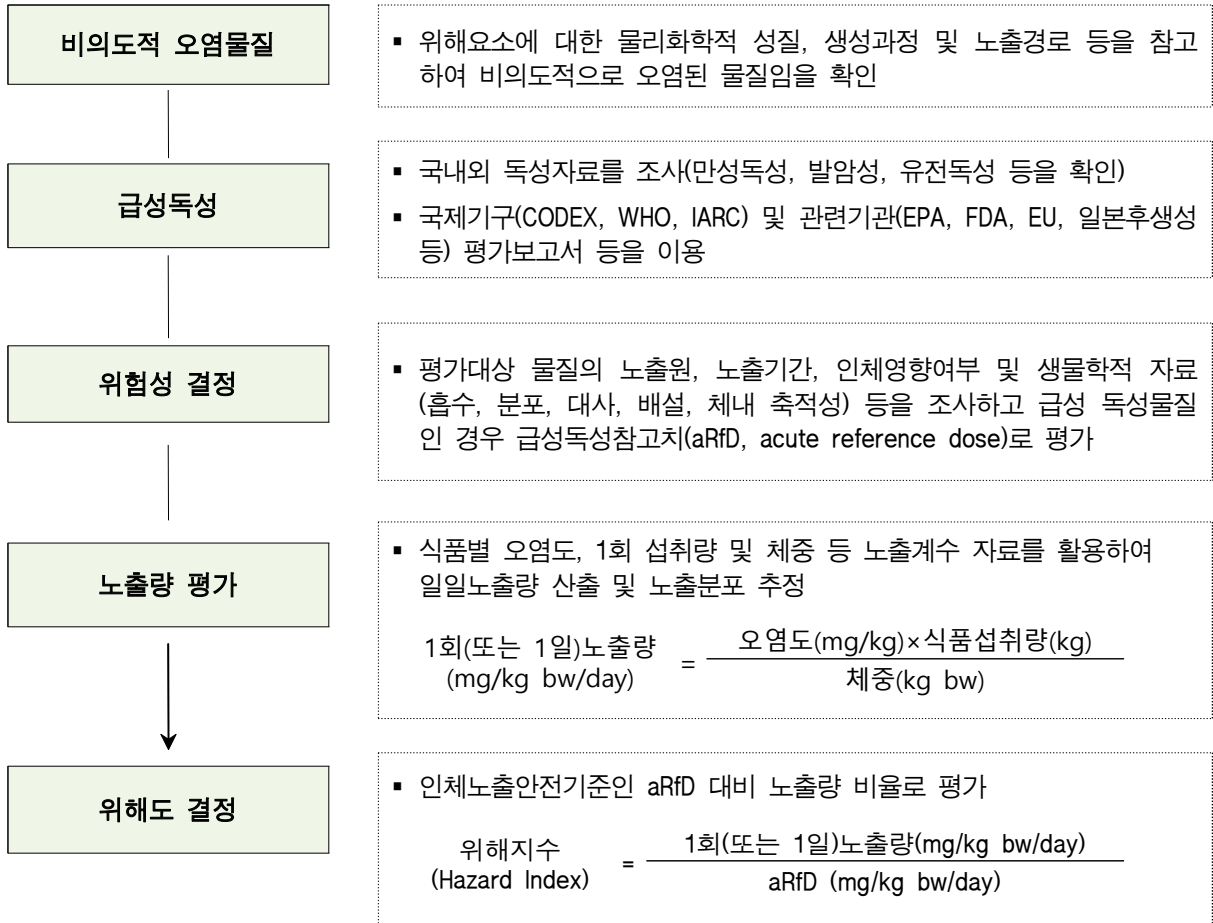 비의도적 오염물질
▪ 위해요소에 대한 물리화학적 성질, 생성과정 및 노출경로 등을 참고
하여 비의도적으로 오염된 물질임을 확인
급성독성
▪ 국내외 독성자료를 조사(만성독성, 발암성, 유전독성 등을 확인)
▪ 국제기구(CODEX, WHO, IARC) 및 관련기관(EPA, FDA, EU, 일본후생성
등) 평가보고서 등을 이용
위험성 결정
▪ 평가대상 물질의 노출원, 노출기간, 인체영향여부 및 생물학적 자료
(흡수, 분포, 대사, 배설, 체내 축적성) 등을 조사하고 급성 독성물질
인 경우 급성독성참고치(aRfD, acute reference dose)로 평가
노출량 평가
▪ 식품별 오염도, 1회 섭취량 및 체중 등 노출계수 자료를 활용하여
일일노출량 산출 및 노출분포 추정
1회(또는 1일)노출량
(mg/kg bw/day)
=
오염도(mg/kg)×식품섭취량(kg)
체중(kg bw)
위해도 결정
▪ 인체노출안전기준인 aRfD 대비 노출량 비율로 평가
위해지수
(Hazard Index)
=
1회(또는 1일)노출량(mg/kg bw/day)
aRfD (mg/kg bw/day)